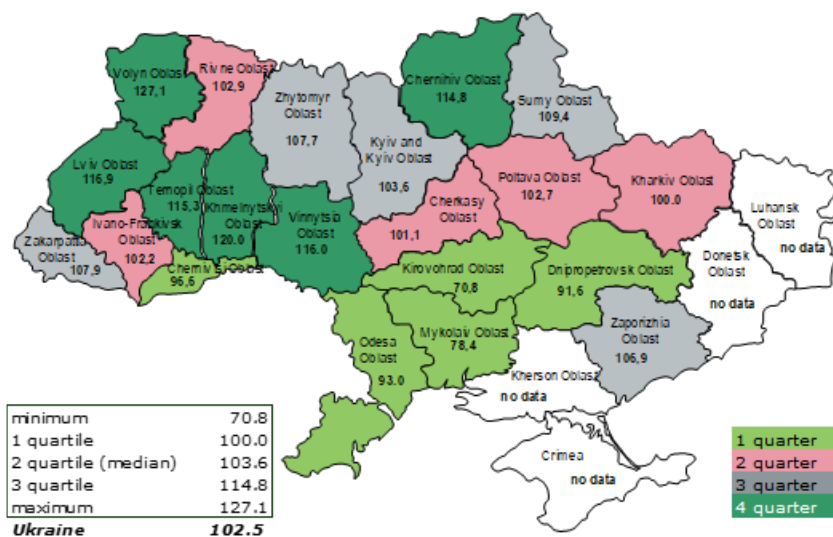 Volyn Oblast
127,1
Rivne Oblast
102,9
Zhytomyr
Oblast
107,7
Kyiv and
Kyiv Oblast
103,6
Chernihiv Oblast
114,8
Sumy Oblast
109,4
Lviv Oblast
116,9
Ternopil Oblast
115,3
Khmelnytskyi
Oblast
120.0
Vinnytsia
Oblast
116.0
Cherkasy
Oblast
101,1
Poltava Oblast
102,7
Kharkiv Oblast
100.0
Luhansk
Oblast
no data
Donetsk
Oblast
no data
Zakarpattia
Oblast
107,9
Ivano-Frankivsk
Oblast
102,2
Chernivtsi Oblast
96,6
Kirovohrad Oblast
70,8
Dnipropetrovsk Oblast
91,6
Zaporizhia
Oblast
106,9
Odesa
Oblast
93.0
Mykolaiv Oblast
78,4
Kherson Oblast
no data
Crimea
no data
minimum 70.8
1 quartile 100.0
2 quartile (median) 103.6
3 quartile 114.8
maximum 127.1
Ukraine 102.5
1 quarter
2 quarter
3 quarter
4 quarter